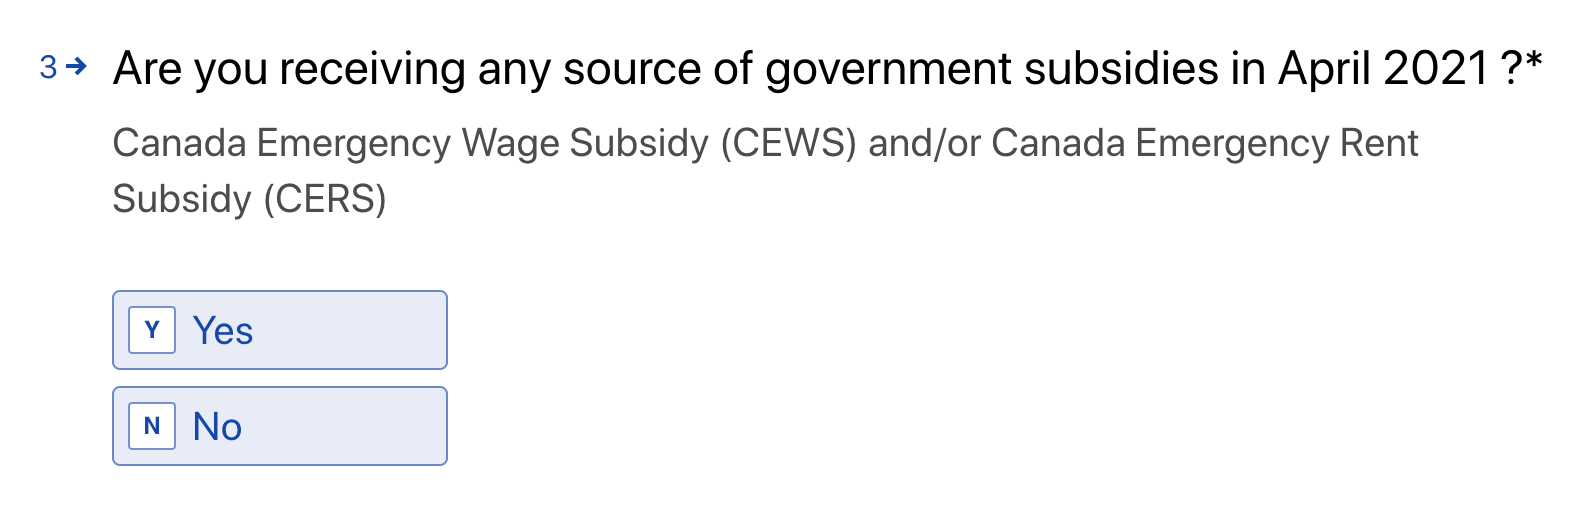 3→ Are you receiving any source of government subsidies in April 2021 ?*
Canada Emergency Wage Subsidy (CEWS) and/or Canada Emergency Rent
Subsidy (CERS)
Y Yes
N No